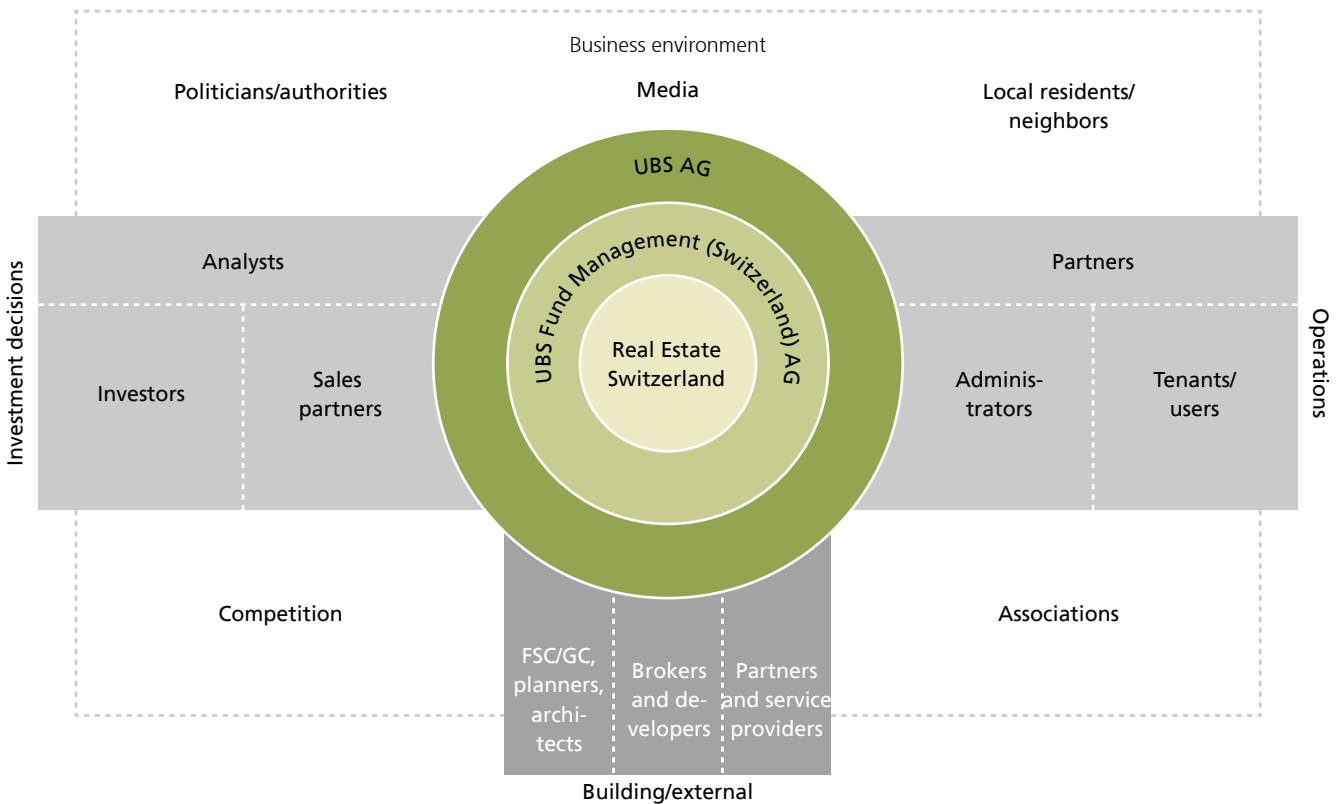 Business environment
Politicians/authorities
Media
Local residents/
neighbors
UBS AG
UBS Fund Management (Switzerland) AG
Real Estate
Switzerland
Investment decisions
Analysts
Investors
Sales
partners
Partners
Adminis-
trators
Tenants/
users
Operations
Competition
Associations
FSC/GC,
planners,
archi-
tects
Brokers
and de-
velopers
Partners
and service
providers
Building/external